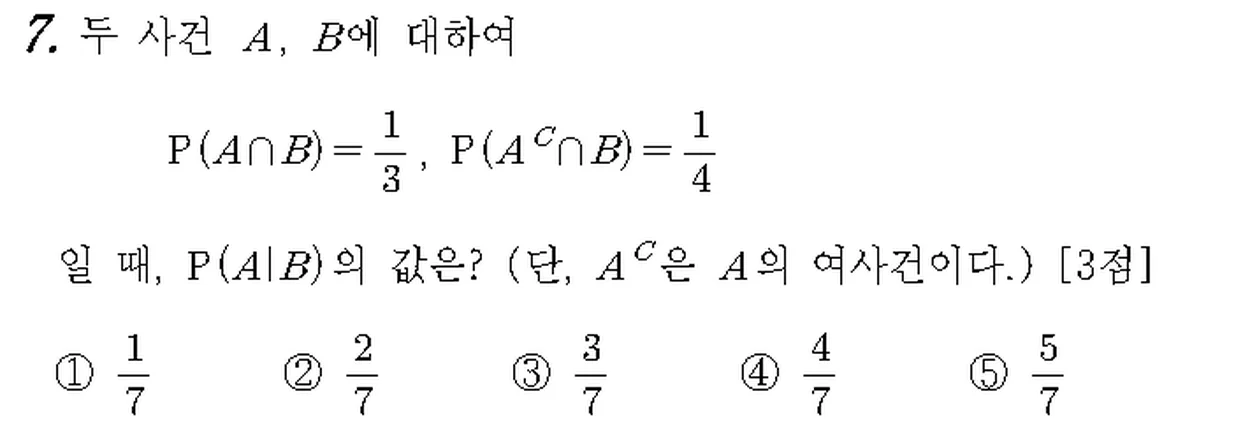 7. 두 사건 A, B에 대하여
P(A∩B)=1/3, P(A^C∩B)=1/4
일 때, P(A|B)의 값은? (단, A^C은 A의 여사건이다.) [3점]
① 1/7 ② 2/7 ③ 3/7 ④ 4/7 ⑤ 5/7